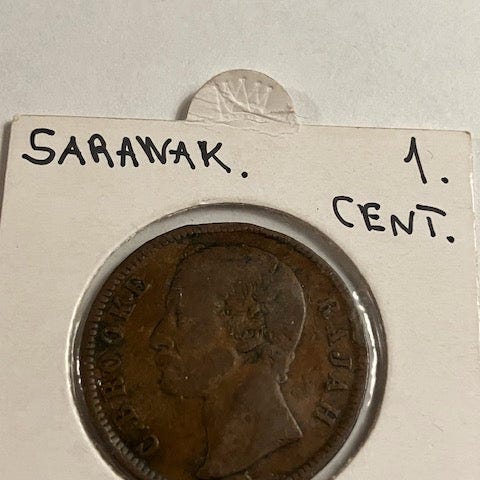 SARAWAK. 1.
CENT.
C. BROOKE RAJAH